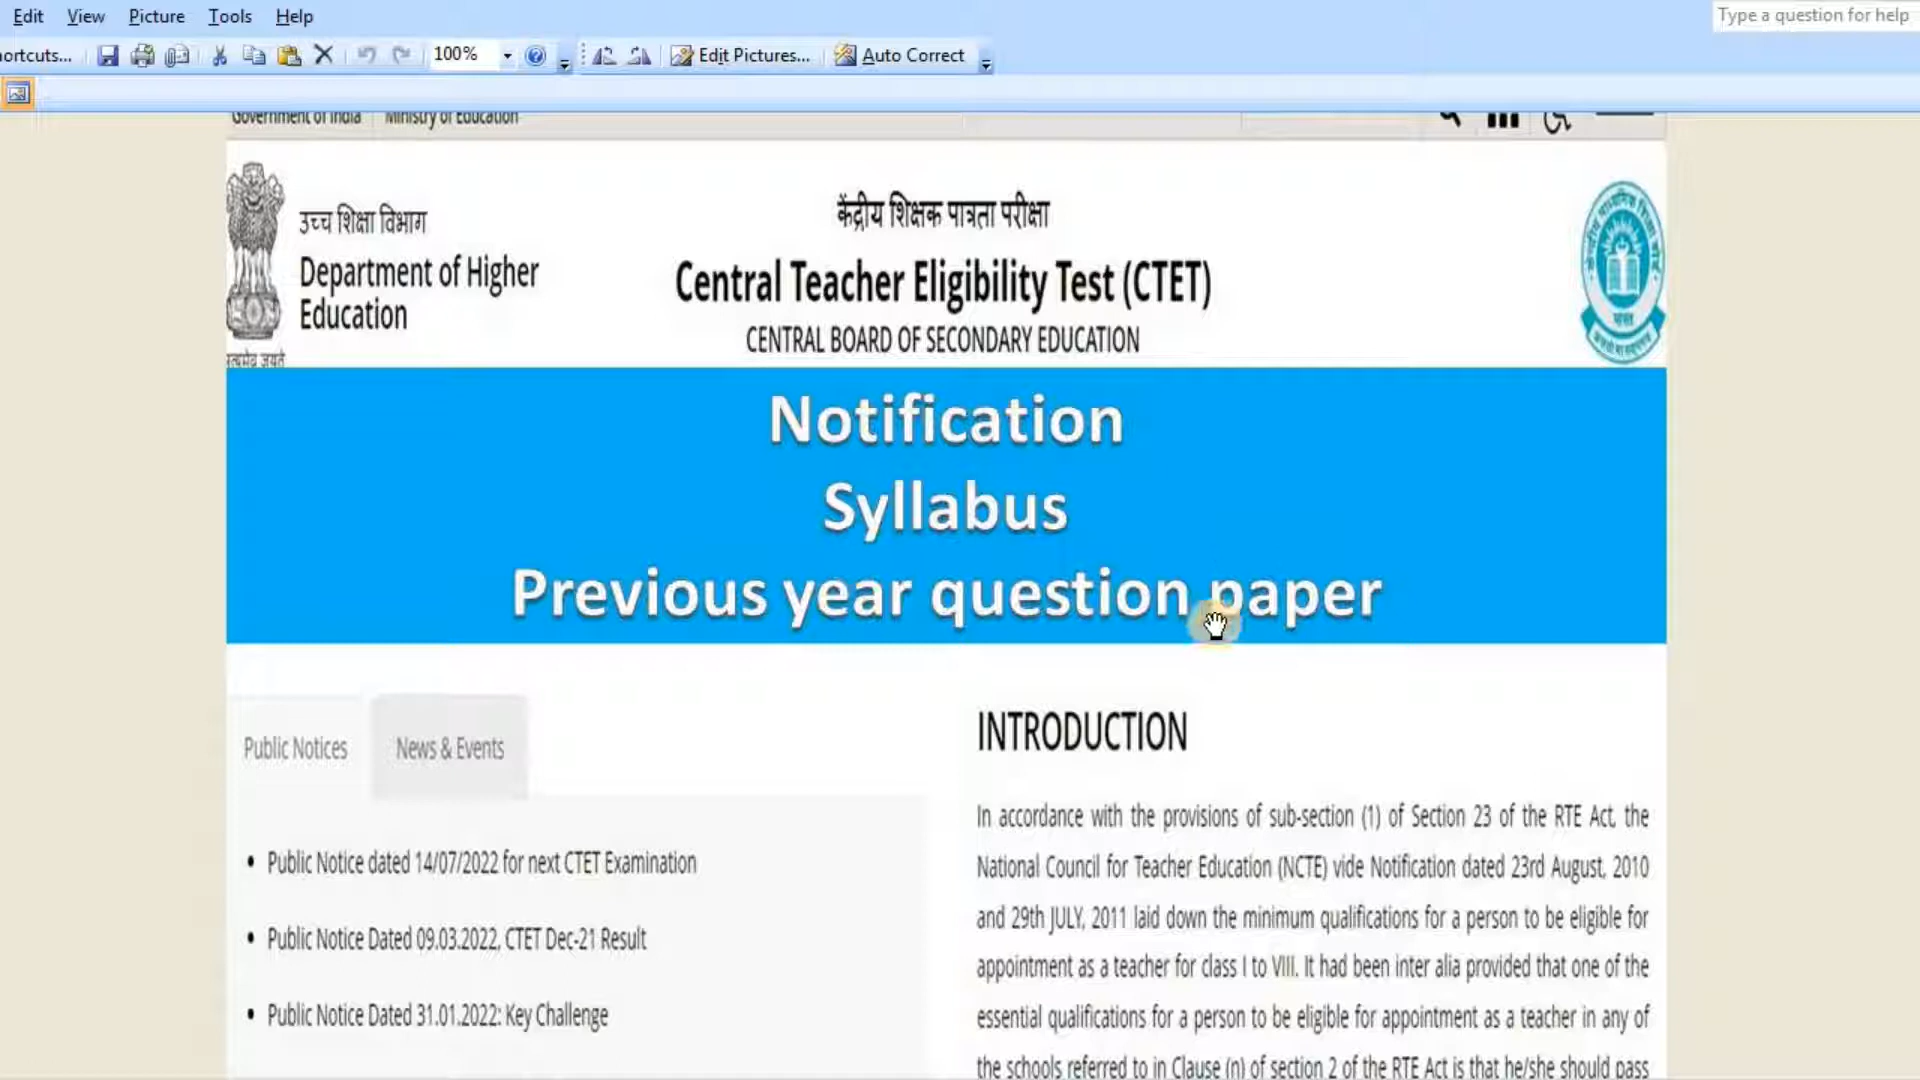 Edit View Picture Tools Help
Type a question for help
ortcuts...
100%
Edit Pictures...
Auto Correct
Government of India Ministry of Education
उच्च शिक्षा विभाग
Department of Higher
Education
सत्यमेव जयते
केंद्रीय शिक्षक पात्रता परीक्षा
Central Teacher Eligibility Test (CTET)
CENTRAL BOARD OF SECONDARY EDUCATION
भारत
Notification
Syllabus
Previous year question paper
Public Notices
News & Events
• Public Notice dated 14/07/2022 for next CTET Examination
• Public Notice Dated 09.03.2022, CTET Dec-21 Result
• Public Notice Dated 31.01.2022: Key Challenge
INTRODUCTION
In accordance with the provisions of sub-section (1) of Section 23 of the RTE Act, the
National Council for Teacher Education (NCTE) vide Notification dated 23rd August, 2010
and 29th JULY, 2011 laid down the minimum qualifications for a person to be eligible for
appointment as a teacher for class I to VIII. It had been inter alia provided that one of the
essential qualifications for a person to be eligible for appointment as a teacher in any of
the schools referred to in Clause (n) of section 2 of the RTE Act is that he/she should pass